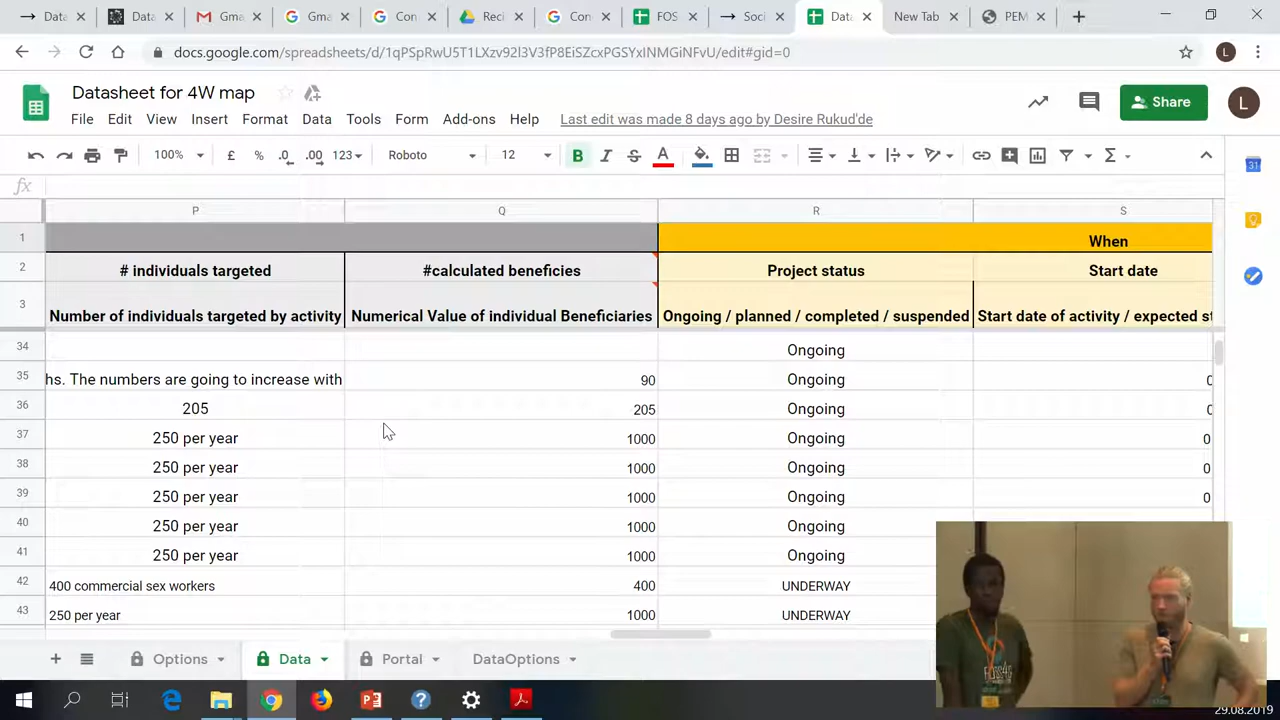 Data
Data
Gma
Gma
Con
Reci
Con
FOS
Soci
Data
New Tab
PEM
docs.google.com/spreadsheets/d/1qPSpRwU5T1LXzv92l3V3fP8EiSZcxPGSYxINMGiNFvU/edit#gid=0
L
Datasheet for 4W map
Share
L
File Edit View Insert Format Data Tools Form Add-ons Help Last edit was made 8 days ago by Desire Rukud'de
100% £ % .0 .00 123 Roboto 12 B I S A Σ
31
fx
P Q R S
1 When
2 # individuals targeted #calculated beneficies Project status Start date
3 Number of individuals targeted by activity Numerical Value of individual Beneficiaries Ongoing / planned / completed / suspended Start date of activity / expected st
34 Ongoing
35 hs. The numbers are going to increase with 90 Ongoing 0
36 205 205 Ongoing 0
37 250 per year 1000 Ongoing 0
38 250 per year 1000 Ongoing 0
39 250 per year 1000 Ongoing 0
40 250 per year 1000 Ongoing
41 250 per year 1000 Ongoing
42 400 commercial sex workers 400 UNDERWAY
43 250 per year 1000 UNDERWAY
Options Data Portal DataOptions
FOSS4G
29.08.2019